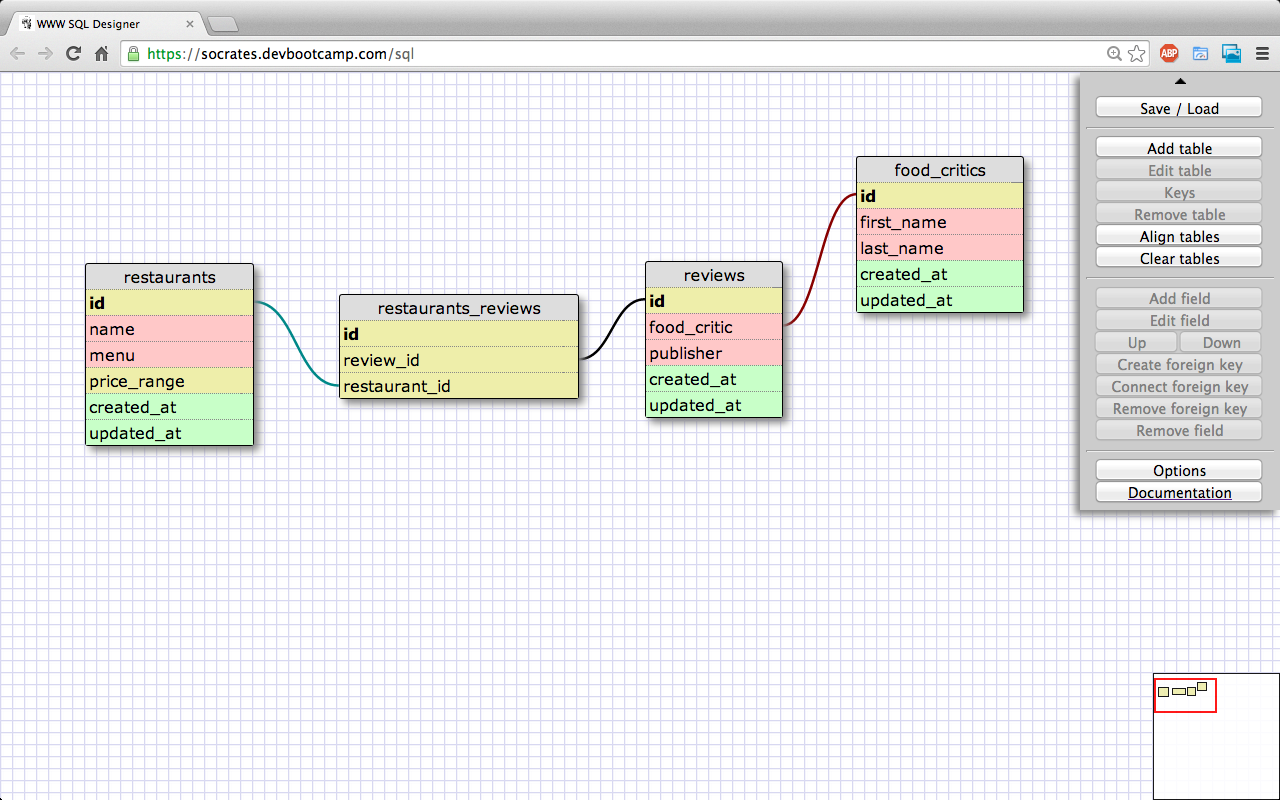 WWW SQL Designer
https://socrates.devbootcamp.com/sql
ABP
Save / Load
Add table
Edit table
Keys
Remove table
Align tables
Clear tables
Add field
Edit field
Up
Down
Create foreign key
Connect foreign key
Remove foreign key
Remove field
Options
Documentation
restaurants
id
name
menu
price_range
created_at
updated_at
restaurants_reviews
id
review_id
restaurant_id
reviews
id
food_critic
publisher
created_at
updated_at
food_critics
id
first_name
last_name
created_at
updated_at